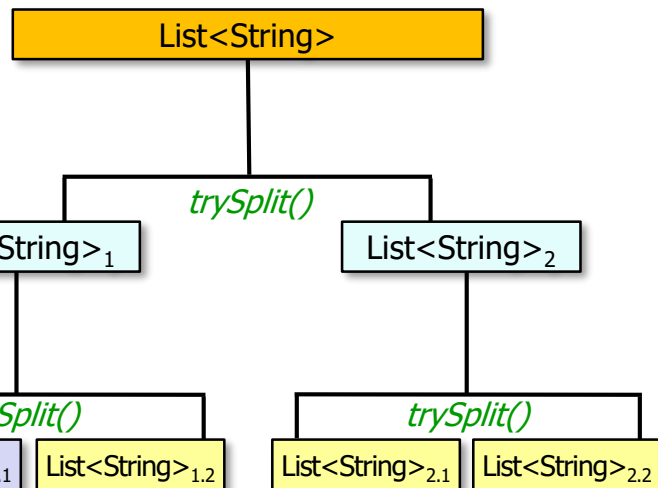 List<String>
trySplit()
String>1
List<String>2
Split()
trySplit()
.1
List<String>1.2
List<String>2.1
List<String>2.2